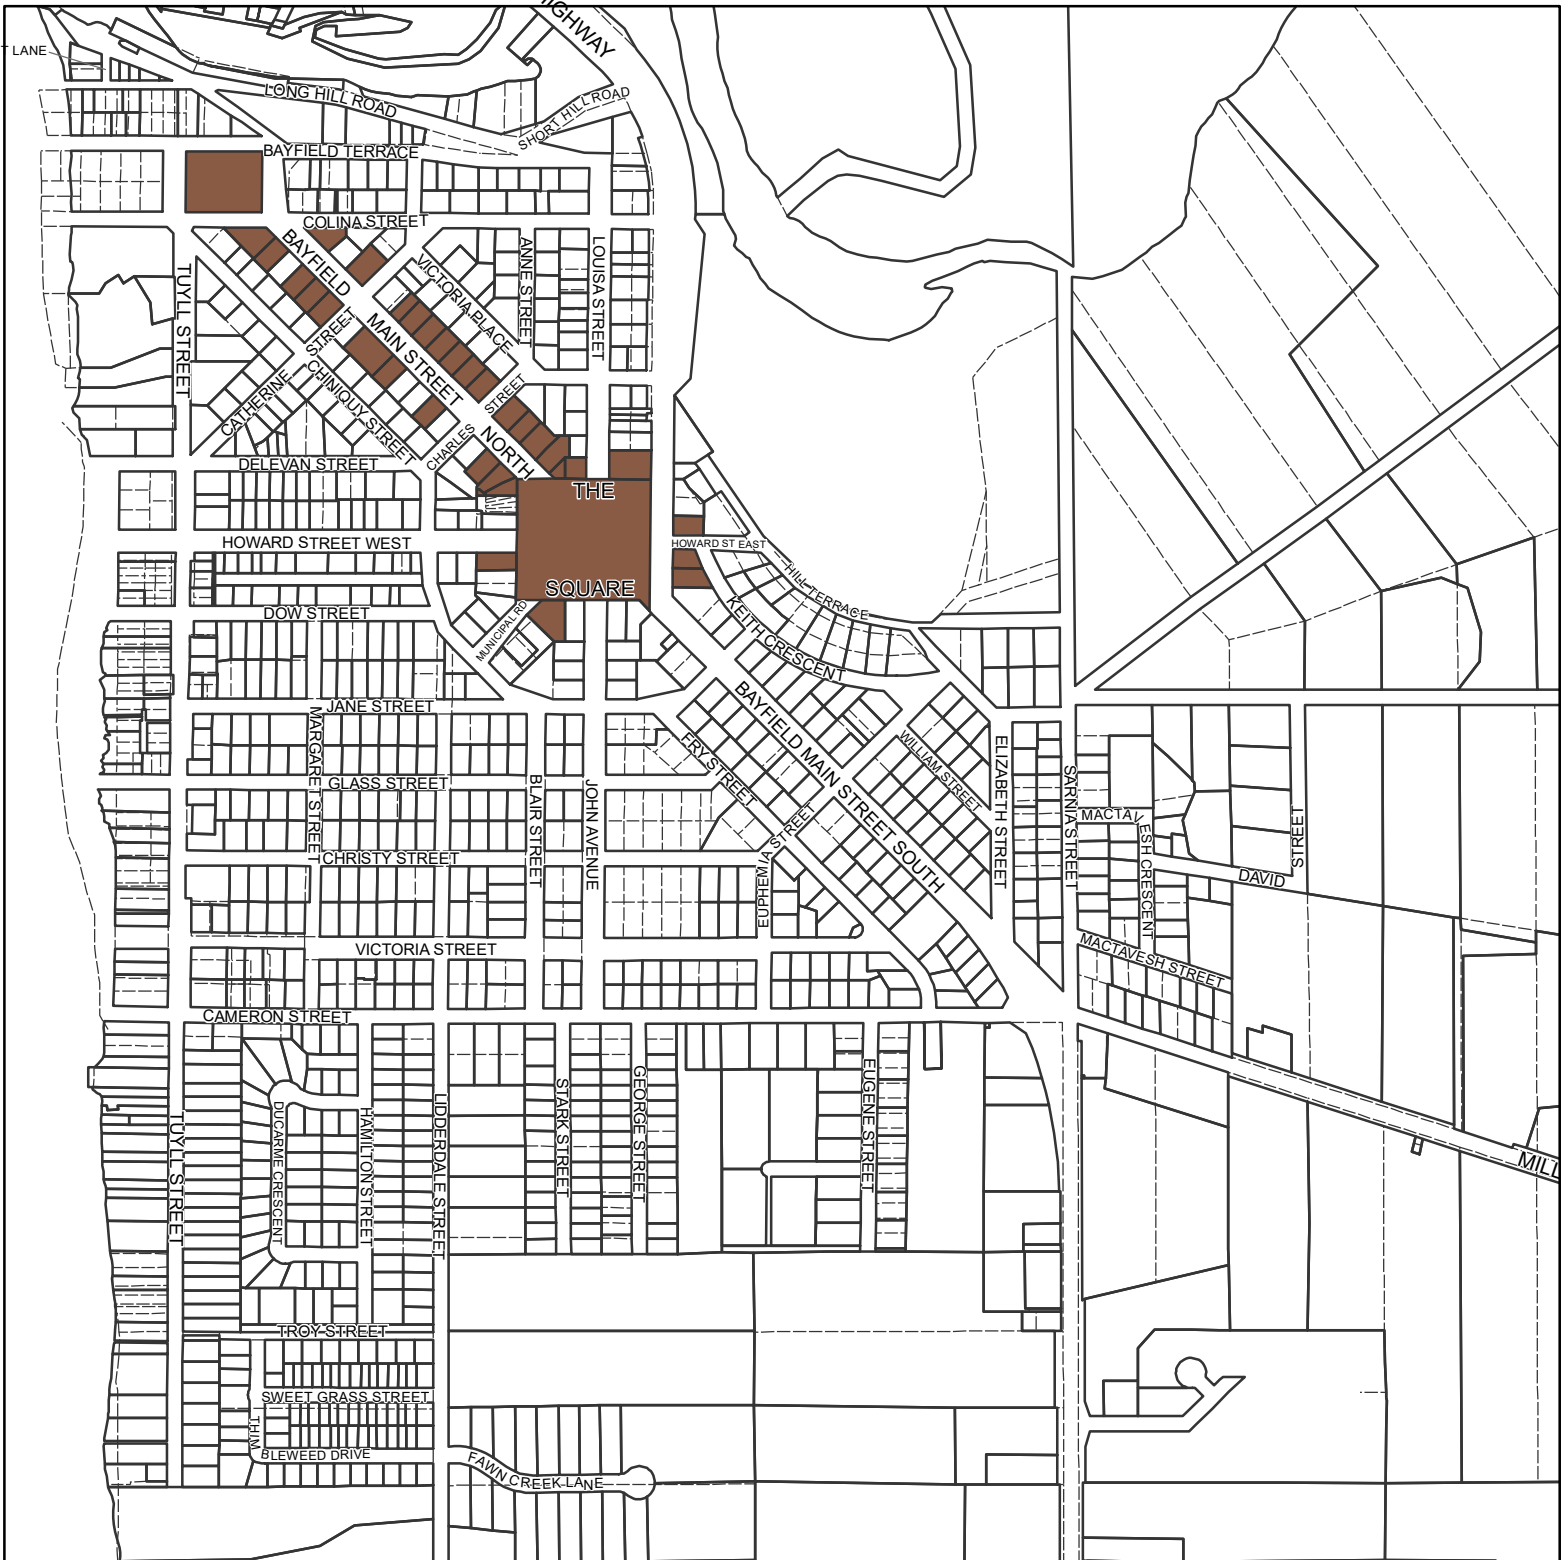 HIGHWAY
T LANE
LONG HILL ROAD
SHORT HILL ROAD
BAYFIELD TERRACE
COLINA STREET
BAYFIELD
MAIN STREET
NORTH
VICTORIA PLACE
ANNE STREET
LOUISA STREET
TUYLL STREET
CATHERINE
STREET
CHINIQUY STREET
CHARLES
STREET
DELEVAN STREET
THE
SQUARE
HOWARD STREET WEST
HOWARD ST EAST
HILL TERRACE
KEITH CRESCENT
DOW STREET
MUNICIPAL RD
JANE STREET
MARGARET STREET
BAYFIELD MAIN STREET SOUTH
FRY STREET
WILLIAM STREET
ELIZABETH STREET
SARNIA STREET
GLASS STREET
BLAIR STREET
JOHN AVENUE
EUPHEMIA STREET
MACTAVESH CRESCENT
DAVID
STREET
CHRISTY STREET
VICTORIA STREET
MACTAVESH STREET
CAMERON STREET
TUYLL STREET
DUCARME CRESCENT
HAMILTON STREET
LIDDERDALE STREET
STARK STREET
GEORGE STREET
EUGENE STREET
MILL
TROY STREET
SWEET GRASS STREET
THIMBLEWEED DRIVE
FAWN CREEK LANE